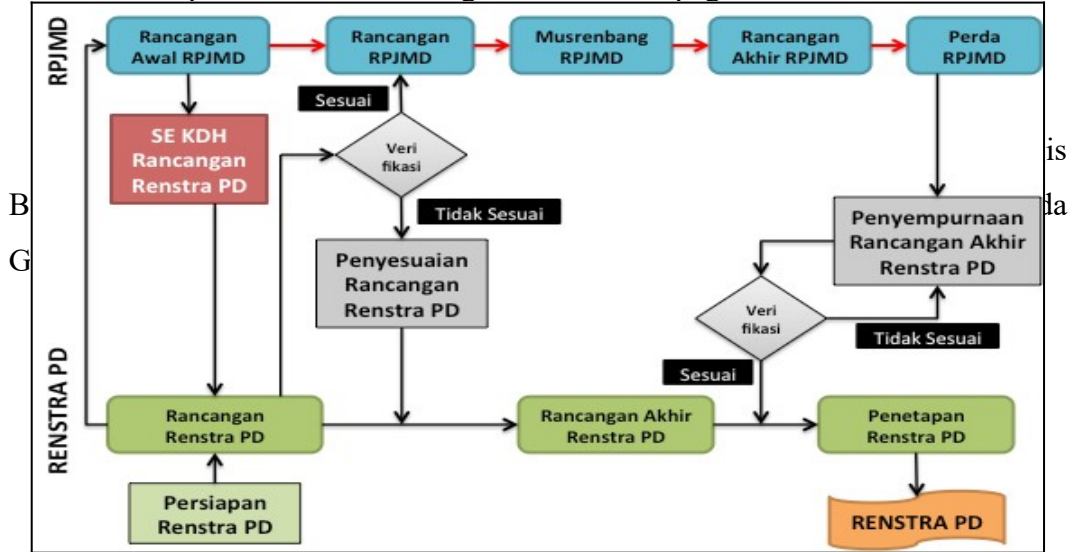 RPJMD
Rancangan
Awal RPJMD
Rancangan
RPJMD
Musrenbang
RPJMD
Rancangan
Akhir RPJMD
Perda
RPJMD
Sesuai
SE KDH
Rancangan
Renstra PD
Veri
fikasi
is
B
da
Tidak Sesuai
G
Penyesuaian
Rancangan
Renstra PD
Penyempurnaan
Rancangan Akhir
Renstra PD
Veri
fikasi
Tidak Sesuai
Sesuai
RENSTRA PD
Rancangan
Renstra PD
Rancangan Akhir
Renstra PD
Penetapan
Renstra PD
Persiapan
Renstra PD
RENSTRA PD